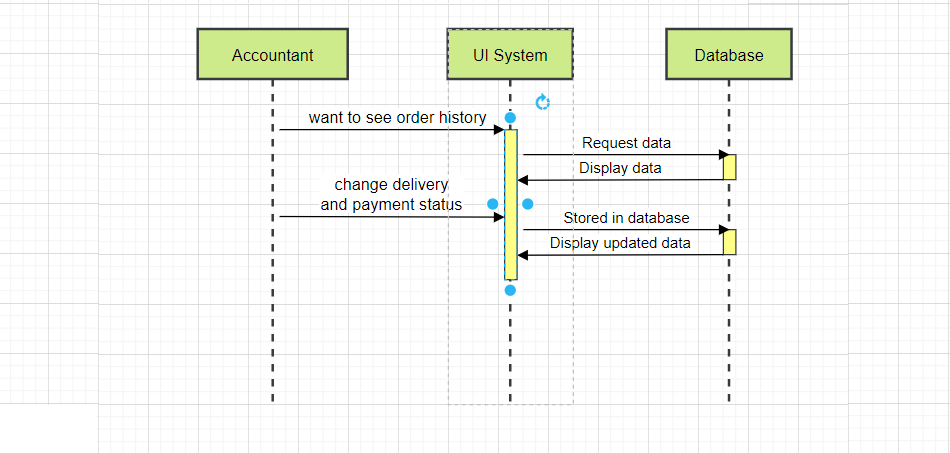 Accountant
UI System
Database
want to see order history
Request data
Display data
change delivery
and payment status
Stored in database
Display updated data